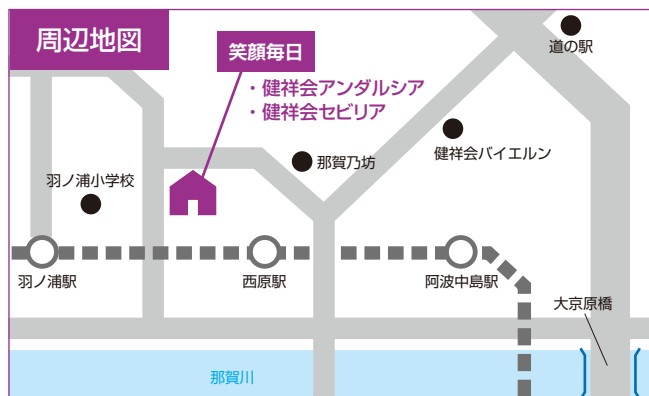 周辺地図
道の駅
笑顔毎日
・健祥会アンダルシア
・健祥会セビリア
健祥会バイエルン
那賀乃坊
羽ノ浦小学校
羽ノ浦駅
西原駅
阿波中島駅
大京原橋
那賀川